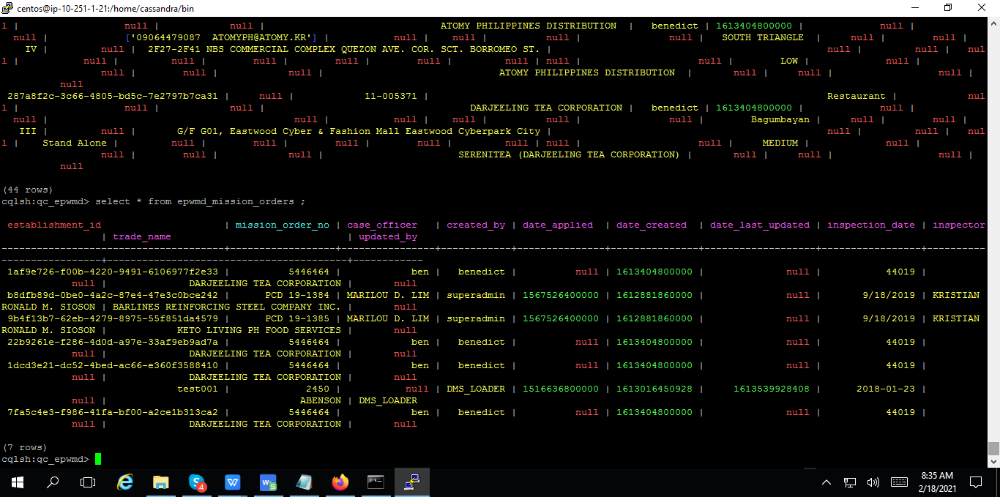 centos@ip-10-251-1-21:/home/cassandra/bin
l | null | null | ATOMY PHILIPPINES DISTRIBUTION | benedict | 1613404800000 | null |
null | ['09064479087 ATOMYPH@ATOMY.KR'] | null | null | null | null | SOUTH TRIANGLE | null | null |
IV | null | 2F27-2F41 NBS COMMERCIAL COMPLEX QUEZON AVE. COR. SCT. BORROMEO ST. | null | null | nul
l | null | null | null | null | null | null | null | null | LOW | null |
null | null | null | ATOMY PHILIPPINES DISTRIBUTION | null | null | null |
null
287a8f2c-3c66-4805-bd5c-7e2797b7ca31 | null | 11-005371 | Restaurant | nul
l | null | null | DARJEELING TEA CORPORATION | benedict | 1613404800000 | null |
null | null | null | null | null | null | Bagumbayan | null | null |
III | null | G/F G01, Eastwood Cyber & Fashion Mall Eastwood Cyberpark City | null | null | nul
l | Stand Alone | null | null | null | null | null | null | null | MEDIUM | null |
null | null | null | SERENITEA (DARJEELING TEA CORPORATION) | null | null | null |
null
(44 rows)
cqlsh:qc_epwmd> select * from epwmd_mission_orders ;
establishment_id | mission_order_no | case_officer | created_by | date_applied | date_created | date_last_updated | inspection_date | inspector
| trade_name | updated_by
--------------------------------------+------------------+----------------+------------+---------------+---------------+-------------------+-----------------+----------
-----------------+-----------------------------------------+------------
1af9e726-f00b-4220-9491-6106977f2e33 | 5446464 | ben | benedict | null | 1613404800000 | null | 44019 |
null | DARJEELING TEA CORPORATION | null
b8dfb89d-0be0-4a2c-87e4-47e3c0bce242 | PCD 19-1384 | MARILOU D. LIM | superadmin | 1567526400000 | 1612881860000 | null | 9/18/2019 | KRISTIAN
RONALD M. SIOSON | BARLINES REINFORCING STEEL COMPANY INC. | null
9b4f13b7-62eb-4279-8975-55f851da4579 | PCD 19-1385 | MARILOU D. LIM | superadmin | 1567526400000 | 1612881860000 | null | 9/18/2019 | KRISTIAN
RONALD M. SIOSON | KETO LIVING PH FOOD SERVICES | null
22b9261e-f286-4d0d-a97e-33af9eb9ad7a | 5446464 | ben | benedict | null | 1613404800000 | null | 44019 |
null | DARJEELING TEA CORPORATION | null
1dcd3e21-dc52-4bed-ac66-e360f3588410 | 5446464 | ben | benedict | null | 1613404800000 | null | 44019 |
null | DARJEELING TEA CORPORATION | null
test001 | 2450 | null | DMS_LOADER | 1516636800000 | 1613016450928 | 1613539928408 | 2018-01-23 |
null | ABENSON | DMS_LOADER
7fa5c4e3-f986-41fa-bf00-a2ce1b313ca2 | 5446464 | ben | benedict | null | 1613404800000 | null | 44019 |
null | DARJEELING TEA CORPORATION | null
(7 rows)
cqlsh:qc_epwmd>
4
8:35 AM
2/18/2021